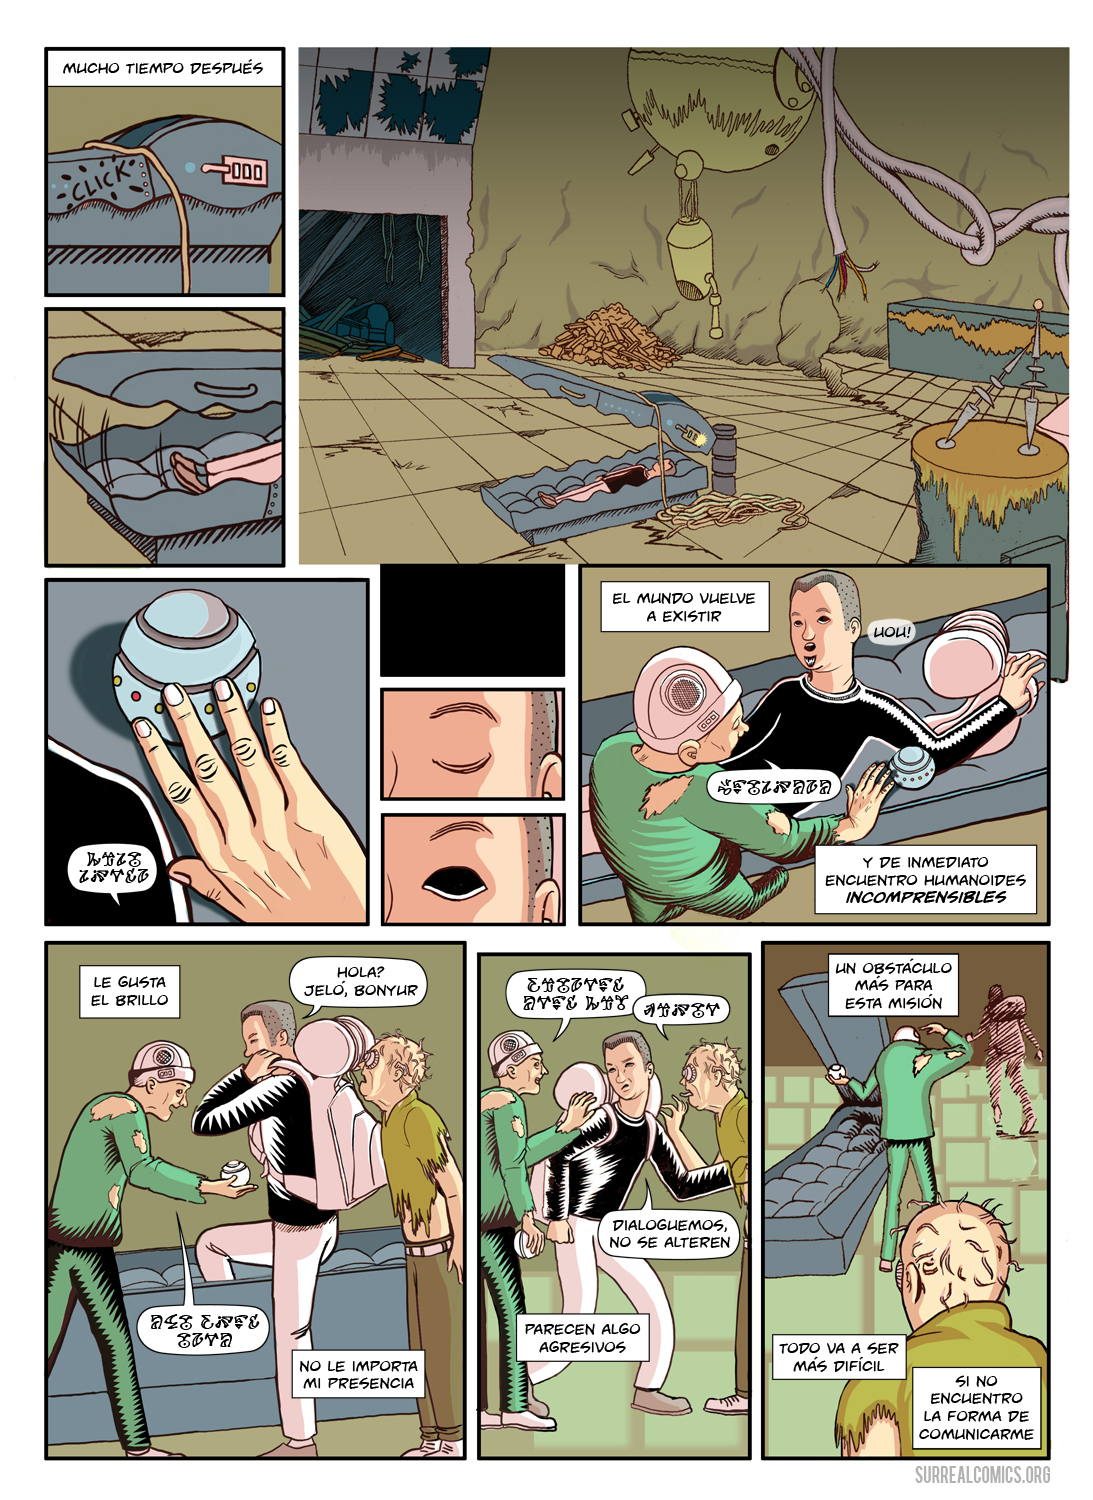 MUCHO TIEMPO DESPUÉS
CLICK
EL MUNDO VUELVE
A EXISTIR
UOU!
Y DE INMEDIATO
ENCUENTRO HUMANOIDES
INCOMPRENSIBLES
LE GUSTA
EL BRILLO
HOLA?
JELÓ, BONYUR
NO LE IMPORTA
MI PRESENCIA
DIALOGUEMOS,
NO SE ALTEREN
PARECEN ALGO
AGRESIVOS
UN OBSTÁCULO
MÁS PARA
ESTA MISIÓN
TODO VA A SER
MÁS DIFÍCIL
SI NO
ENCUENTRO
LA FORMA DE
COMUNICARME
SURREALCOMICS.ORG